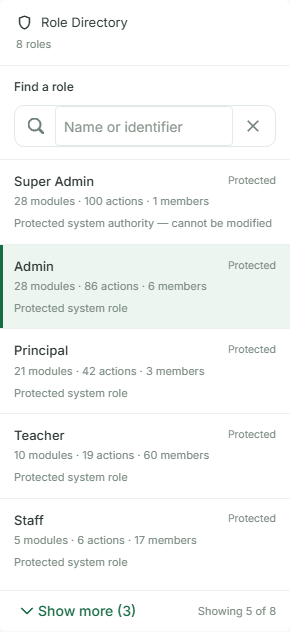 Role Directory
8 roles
Find a role
Name or identifier
Super Admin Protected
28 modules · 100 actions · 1 members
Protected system authority — cannot be modified
Admin Protected
28 modules · 86 actions · 6 members
Protected system role
Principal Protected
21 modules · 42 actions · 3 members
Protected system role
Teacher Protected
10 modules · 19 actions · 60 members
Protected system role
Staff Protected
5 modules · 6 actions · 17 members
Protected system role
Show more (3) Showing 5 of 8